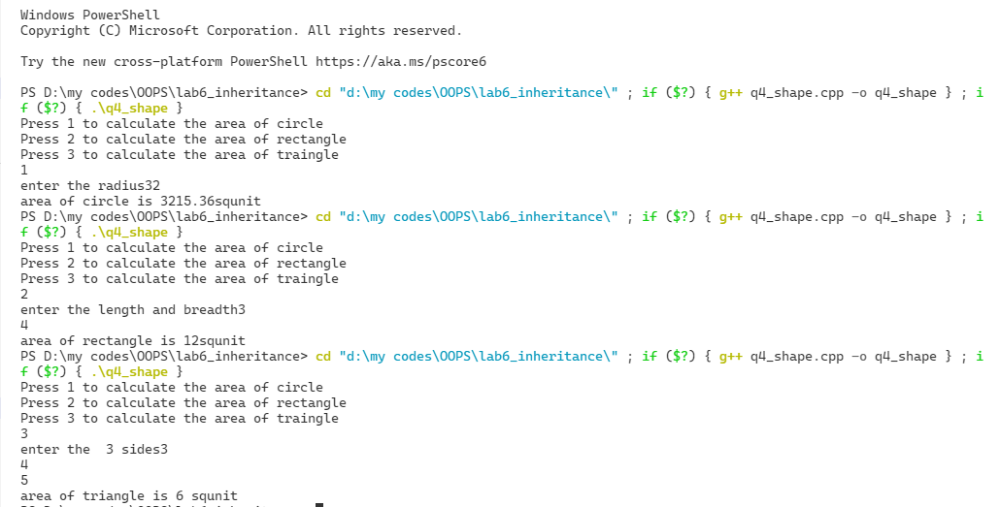 Windows PowerShell
Copyright (C) Microsoft Corporation. All rights reserved.
Try the new cross-platform PowerShell https://aka.ms/pscore6
PS D:\my codes\OOPS\lab6_inheritance> cd "d:\my codes\OOPS\lab6_inheritance\" ; if ($?) { g++ q4_shape.cpp -o q4_shape } ; i
f ($?) { .\q4_shape }
Press 1 to calculate the area of circle
Press 2 to calculate the area of rectangle
Press 3 to calculate the area of traingle
1
enter the radius32
area of circle is 3215.36squnit
PS D:\my codes\OOPS\lab6_inheritance> cd "d:\my codes\OOPS\lab6_inheritance\" ; if ($?) { g++ q4_shape.cpp -o q4_shape } ; i
f ($?) { .\q4_shape }
Press 1 to calculate the area of circle
Press 2 to calculate the area of rectangle
Press 3 to calculate the area of traingle
2
enter the length and breadth3
4
area of rectangle is 12squnit
PS D:\my codes\OOPS\lab6_inheritance> cd "d:\my codes\OOPS\lab6_inheritance\" ; if ($?) { g++ q4_shape.cpp -o q4_shape } ; i
f ($?) { .\q4_shape }
Press 1 to calculate the area of circle
Press 2 to calculate the area of rectangle
Press 3 to calculate the area of traingle
3
enter the  3 sides3
4
5
area of triangle is 6 squnit